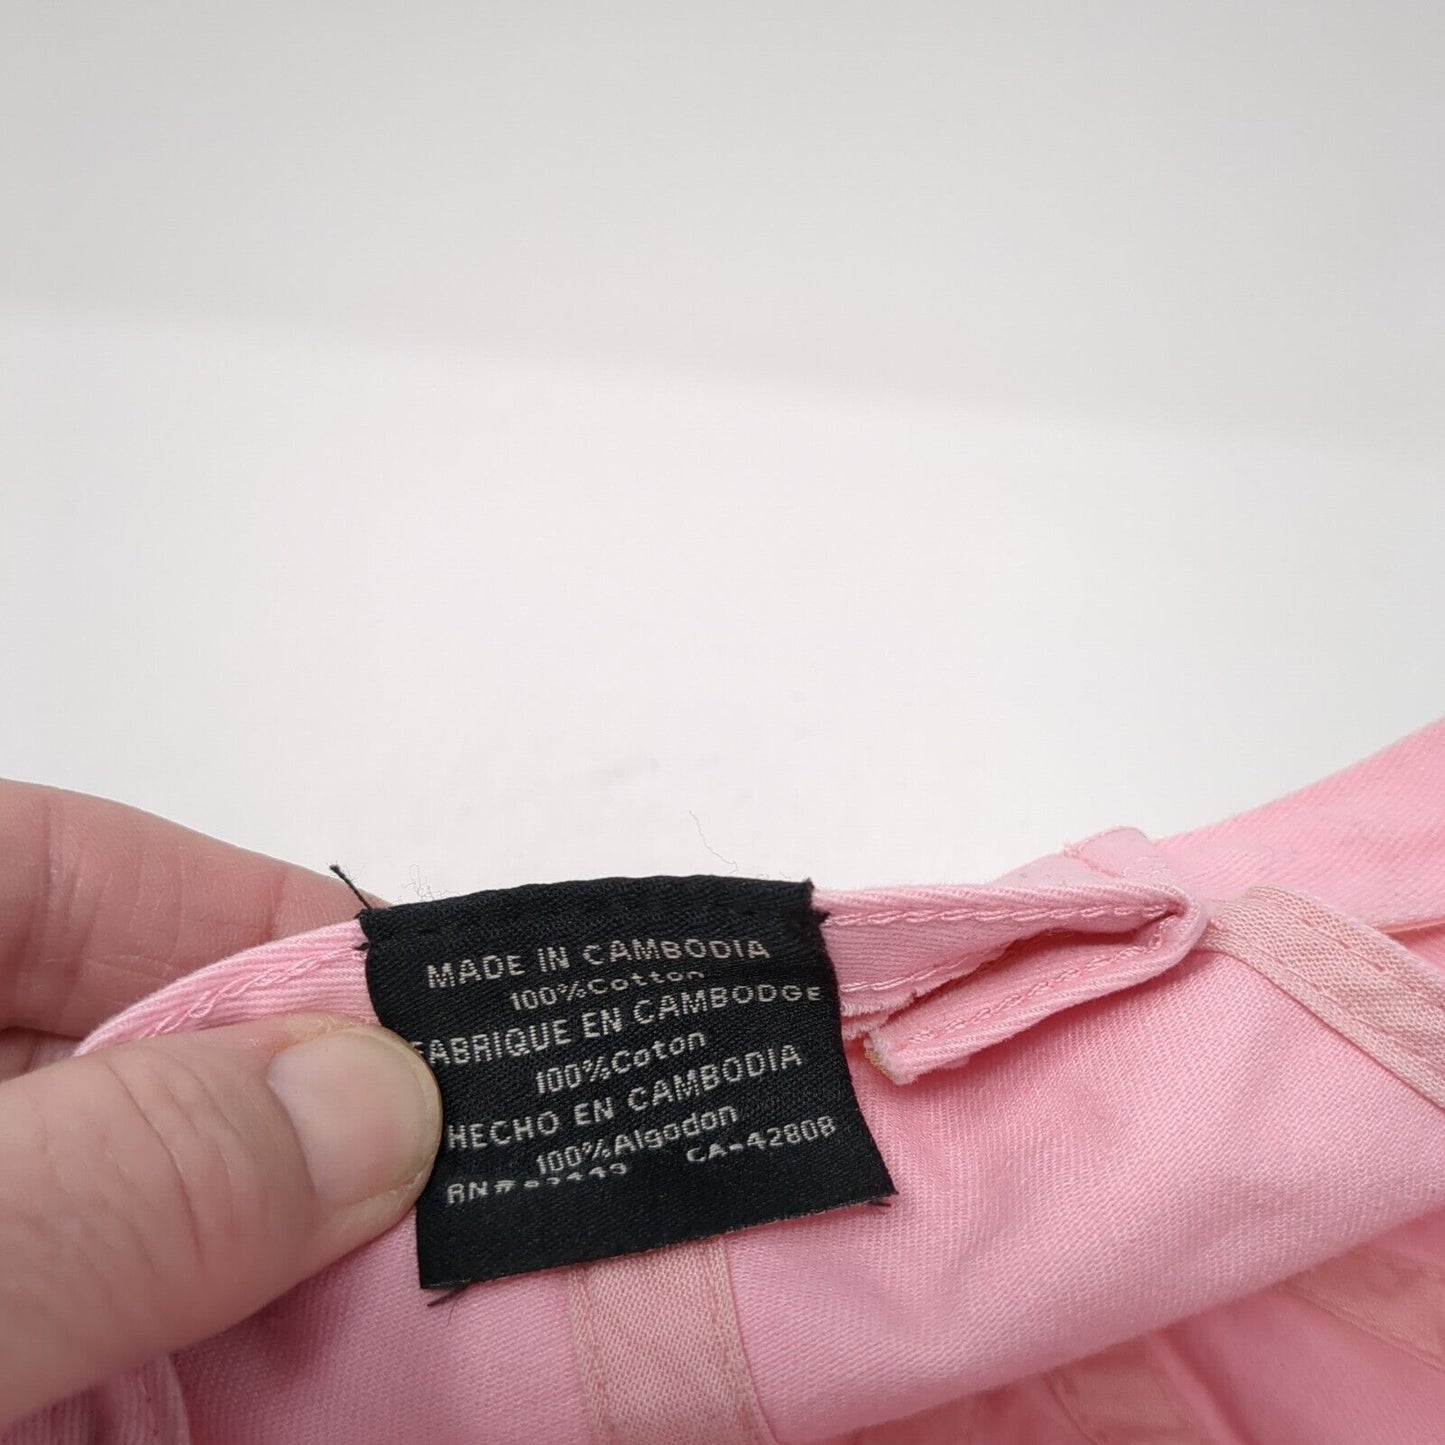 MADE IN CAMBODIA
100%Cotton
FABRIQUE EN CAMBODGE
100%Coton
HECHO EN CAMBODIA
100%Algodon
CA-42808